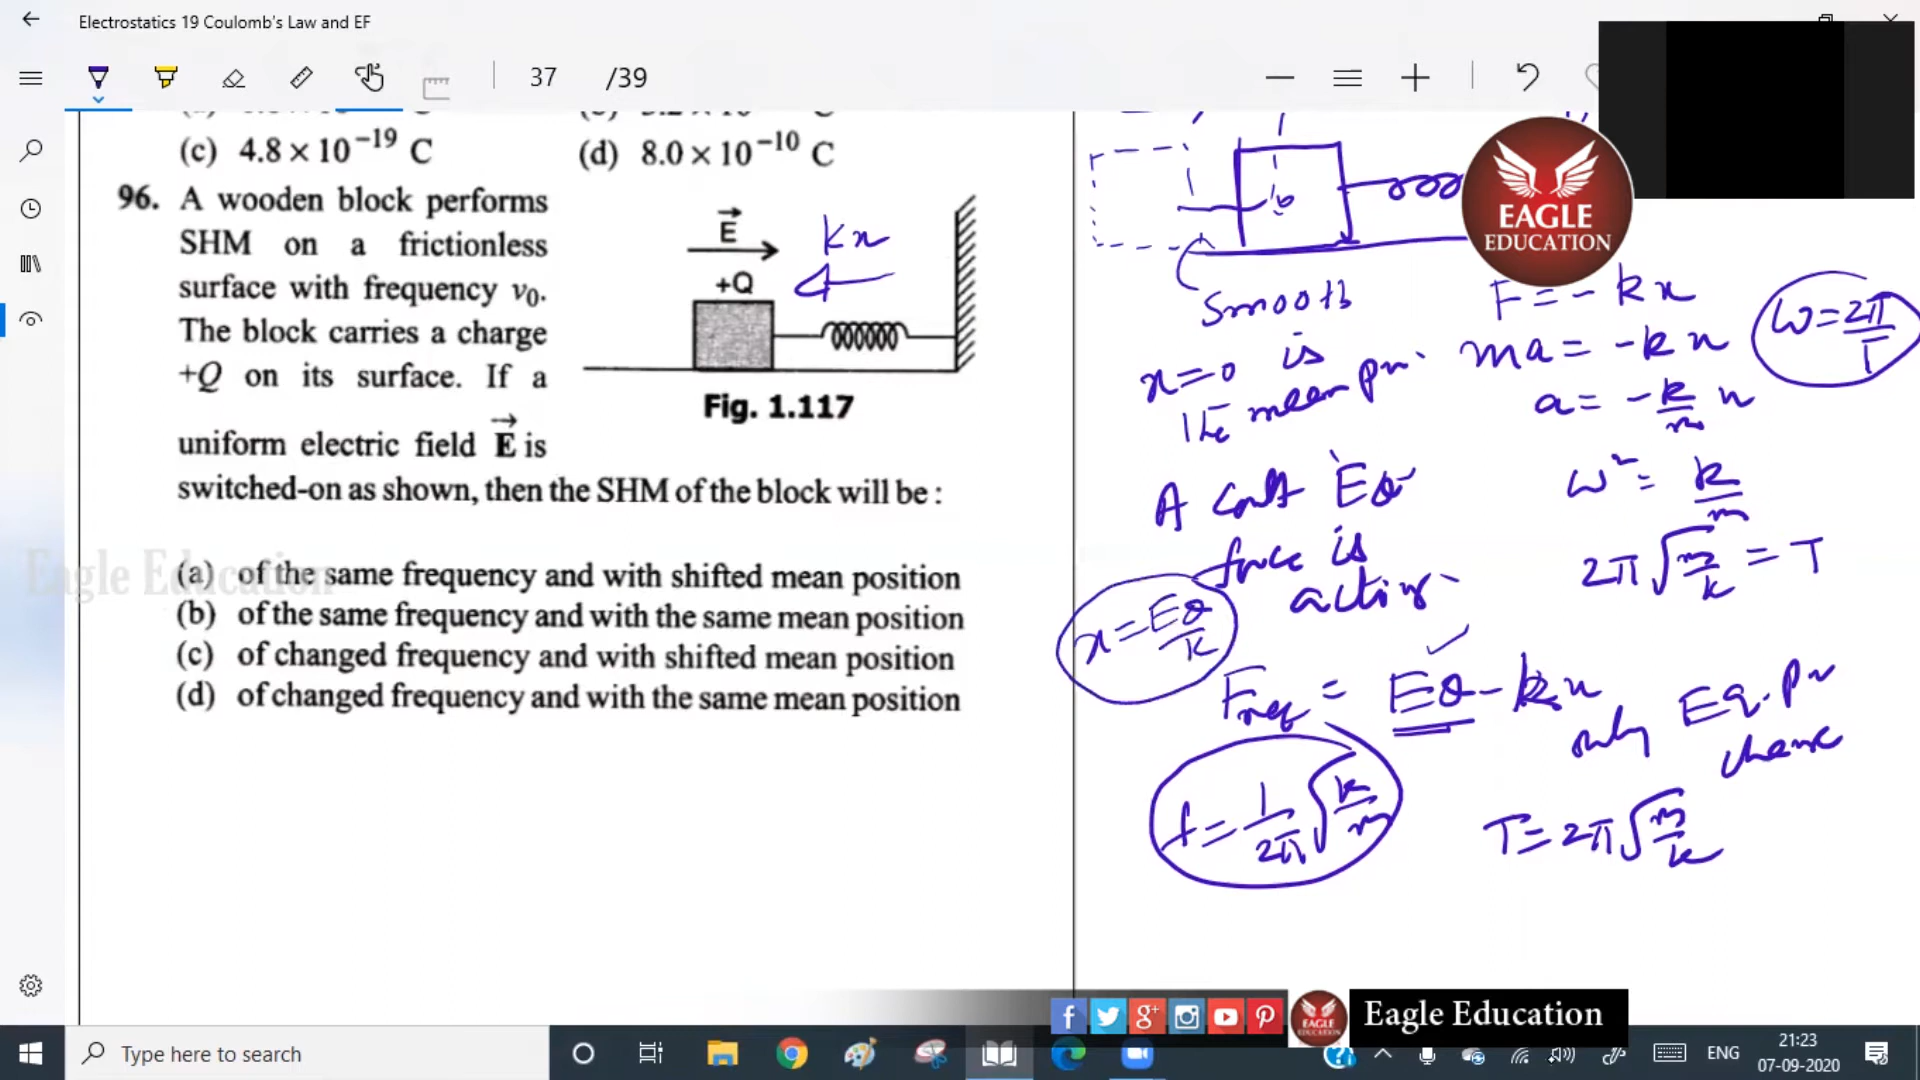 Electrostatics 19 Coulomb's Law and EF
37 /39
(c) 4.8 × 10⁻¹⁹ C
(d) 8.0 × 10⁻¹⁰ C
96. A wooden block performs
SHM on a frictionless
surface with frequency ν₀.
The block carries a charge
+Q on its surface. If a
uniform electric field E⃗ is
switched-on as shown, then the SHM of the block will be :
E⃗
+Q
kx
Fig. 1.117
(a) of the same frequency and with shifted mean position
(b) of the same frequency and with the same mean position
(c) of changed frequency and with shifted mean position
(d) of changed frequency and with the same mean position
Eagle Education
EAGLE
EDUCATION
Smooth
x=0 is
the mean pn.
F = - kx
ma = - kx
ω = 2π/T
a = - k/m x
ω² = k/m
2π√(m/k) = T
A const EQ
force is
acting
x = EQ/k
EQ - kx
only Eq. pn
change
f = 1/2π √(k/m)
T = 2π√(m/k)
EAGLE
EDUCATION
Eagle Education
Type here to search
ENG
21:23
07-09-2020